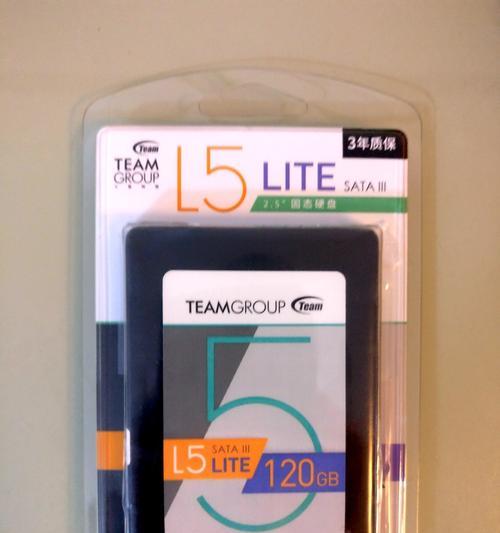 3年质保
Team
TEAM
GROUP
L5 LITE SATA III
2.5" 固态硬盘
TEAMGROUP Team
5
L5 SATA III
LITE
120GB